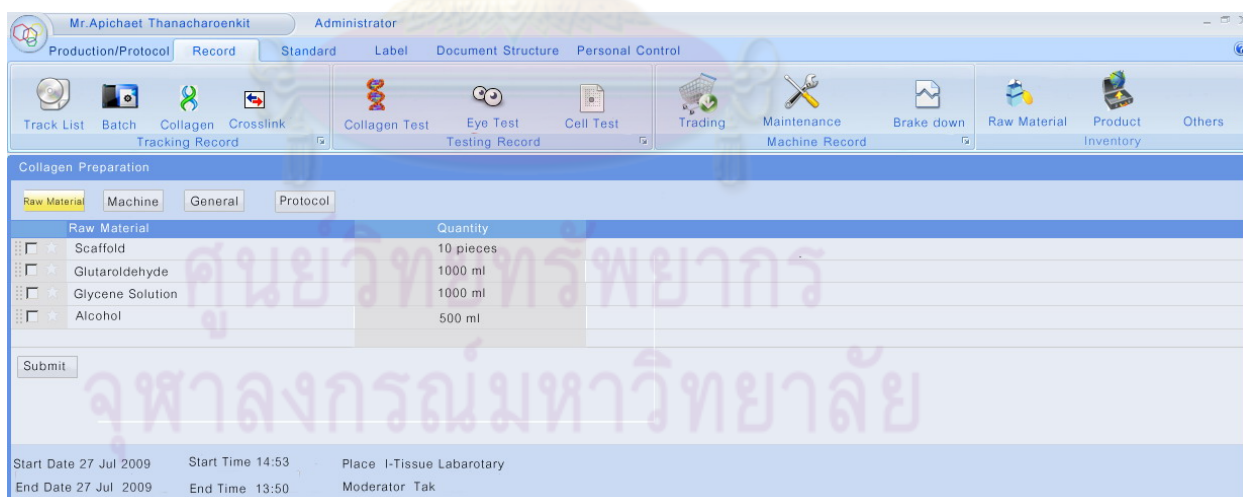 Mr.Apichaet Thanacharoenkit Administrator
Production/Protocol Record Standard Label Document Structure Personal Control
Track List Batch Collagen Crosslink Collagen Test Eye Test Cell Test Trading Maintenance Brake down Raw Material Product Others
Tracking Record Testing Record Machine Record Inventory
Collagen Preparation
Raw Material Machine General Protocol
Raw Material Quantity
Scaffold 10 pieces
Glutaroldehyde 1000 ml
Glycene Solution 1000 ml
Alcohol 500 ml
ศูนย์วิทยทรัพยากร
Submit
จุฬาลงกรณ์มหาวิทยาลัย
Start Date 27 Jul 2009 Start Time 14:53 Place I-Tissue Labarotary
End Date 27 Jul 2009 End Time 13:50 Moderator Tak